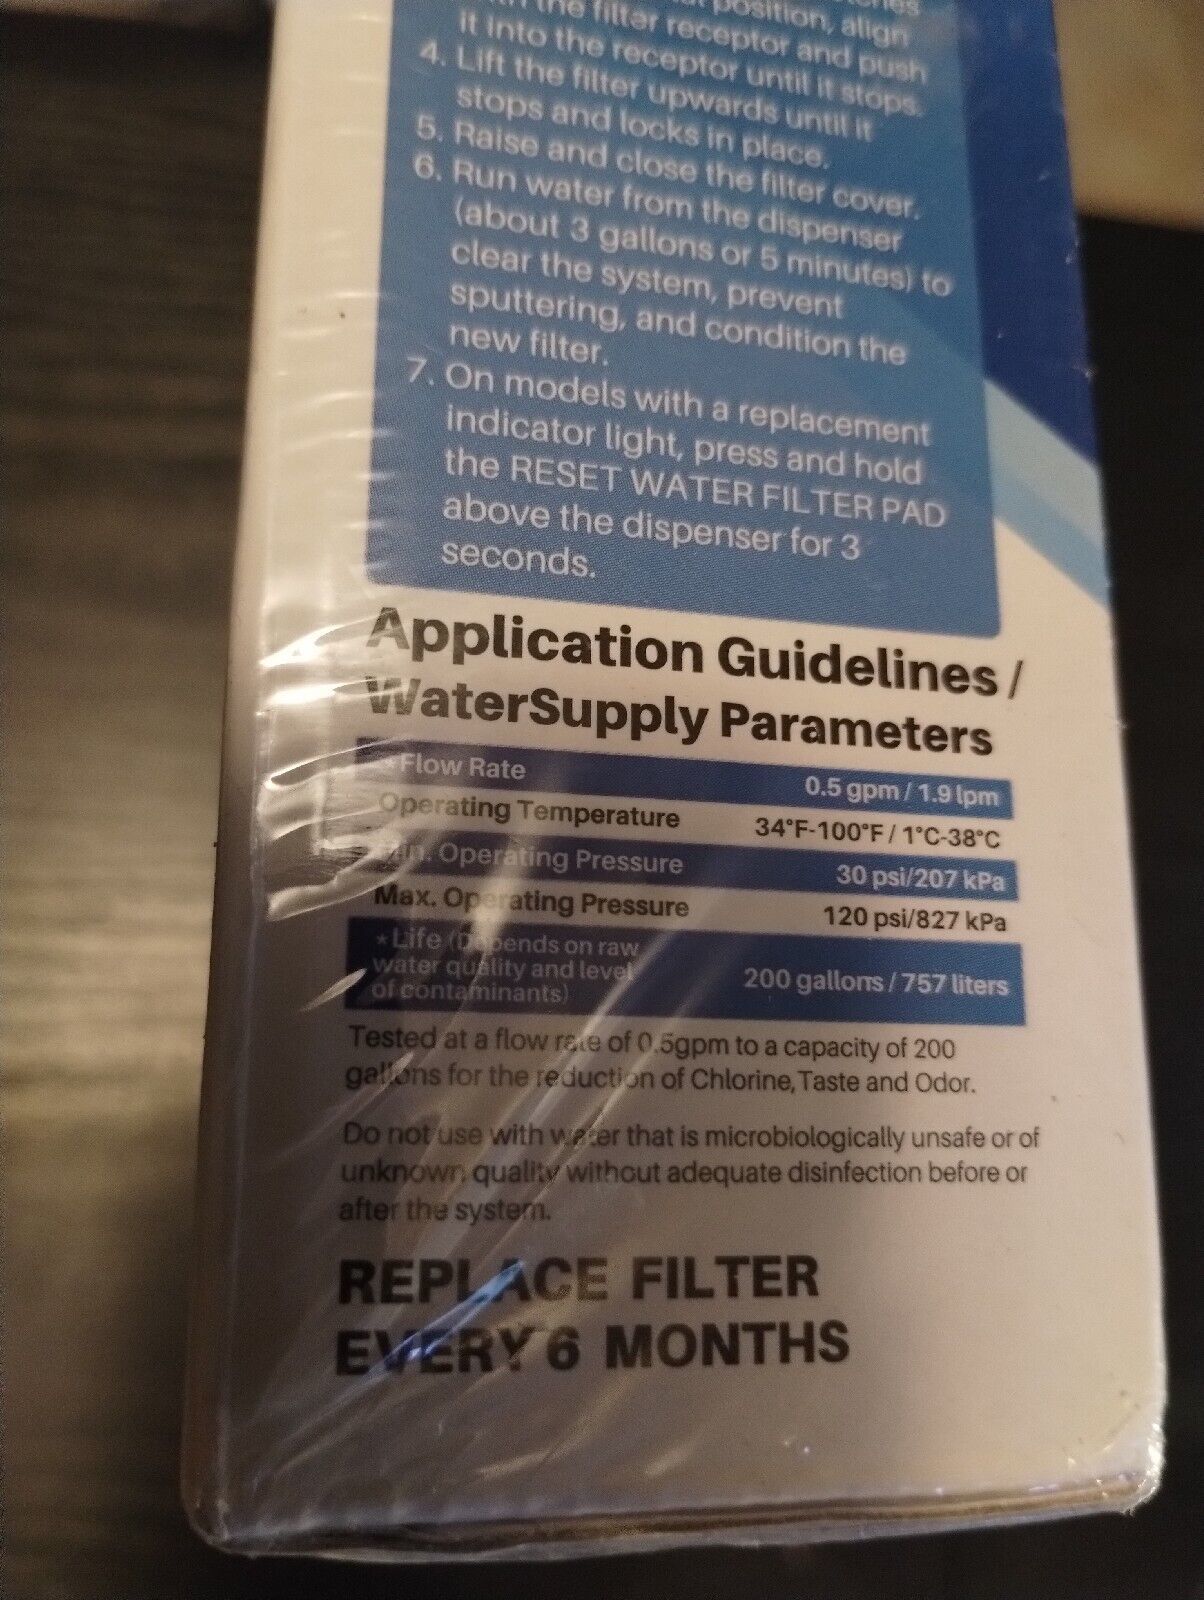 position, align
the filter receptor and push
it into the receptor until it stops.
4. Lift the filter upwards until it
stops and locks in place.
5. Raise and close the filter cover.
6. Run water from the dispenser
(about 3 gallons or 5 minutes) to
clear the system, prevent
sputtering, and condition the
new filter.
7. On models with a replacement
indicator light, press and hold
the RESET WATER FILTER PAD
above the dispenser for 3
seconds.
Application Guidelines /
WaterSupply Parameters
*Flow Rate 0.5 gpm / 1.9 lpm
Operating Temperature 34°F-100°F / 1°C-38°C
Min. Operating Pressure 30 psi/207 kPa
Max. Operating Pressure 120 psi/827 kPa
*Life (Depends on raw
water quality and level
of contaminants) 200 gallons / 757 liters
Tested at a flow rate of 0.5gpm to a capacity of 200
gallons for the reduction of Chlorine, Taste and Odor.
Do not use with water that is microbiologically unsafe or of
unknown quality without adequate disinfection before or
after the system.
REPLACE FILTER
EVERY 6 MONTHS